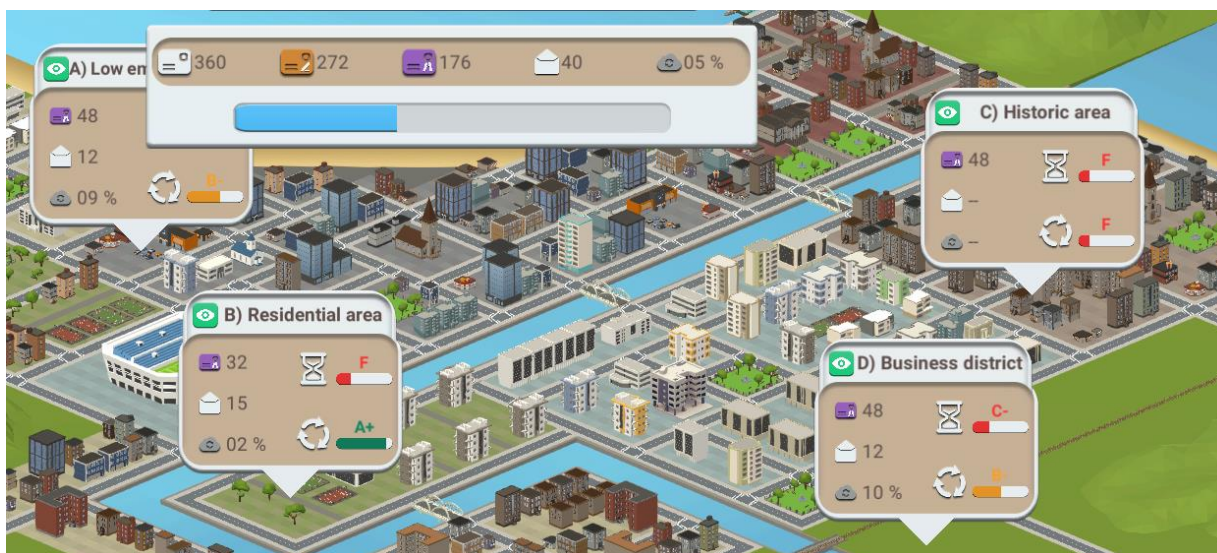 360 272 176 40 05 %
A) Low em
48
12
09 % B-
B) Residential area
32 F
15
02 % A+
C) Historic area
48 F
–
– F
D) Business district
48 C-
12
10 % B-